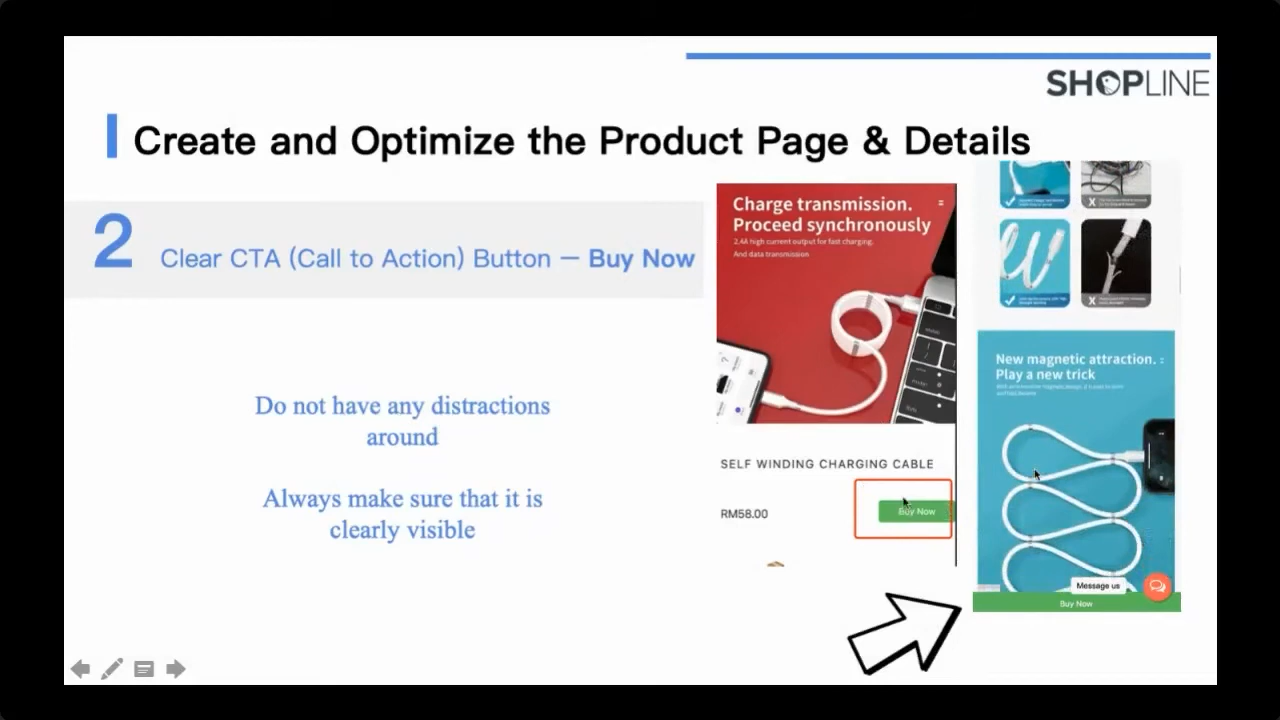 SHOPLINE
Create and Optimize the Product Page & Details
2
Clear CTA (Call to Action) Button — Buy Now
Do not have any distractions
around
Always make sure that it is
clearly visible
Charge transmission.
Proceed synchronously
2.4A high current output for fast charging.
And data transmission
SELF WINDING CHARGING CABLE
RM58.00
Buy Now
New magnetic attraction.
Play a new trick
Message us
Buy Now